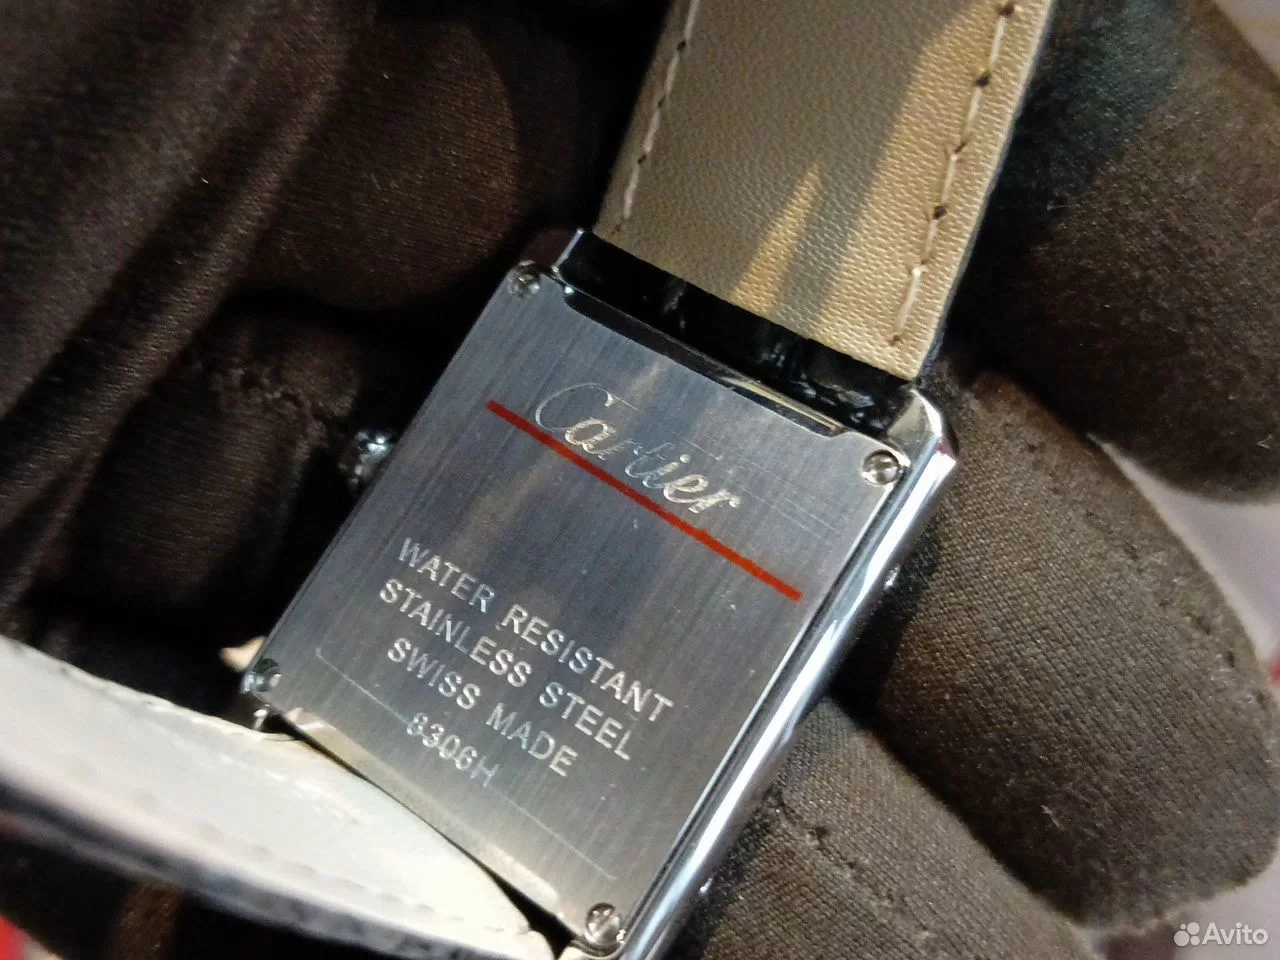 Cartier
WATER RESISTANT
STAINLESS STEEL
SWISS MADE
8306H
Avito